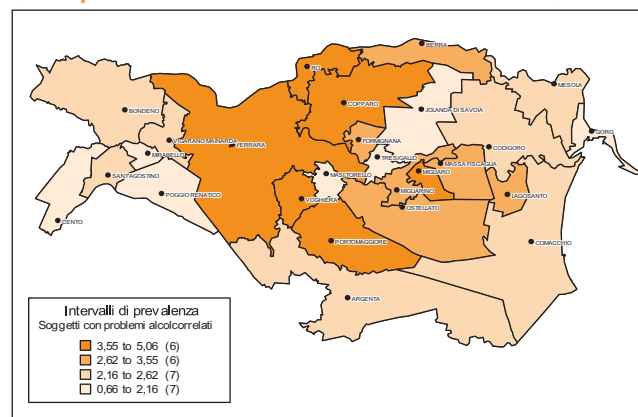 BERRA
RO
MESOLA
COPPARO
BONDENO
JOLANDA DI SAVOIA
GORO
VIGARANO MAINARDA
FERRARA
FORMIGNANA
CODIGORO
MIRABELLO
TRESIGALLO
MASSA FISCAGLIA
SANTAGOSTINO
MASI TORELLO
MIGLIARO
POGGIO RENATICO
VOGHIERA
MIGLIARINO
LAGOSANTO
OSTELLATO
CENTO
PORTOMAGGIORE
COMACCHIO
ARGENTA
Intervalli di prevalenza
Soggetti con problemi alcolcorrelati
3,55 to 5,06 (6)
2,62 to 3,55 (6)
2,16 to 2,62 (7)
0,66 to 2,16 (7)